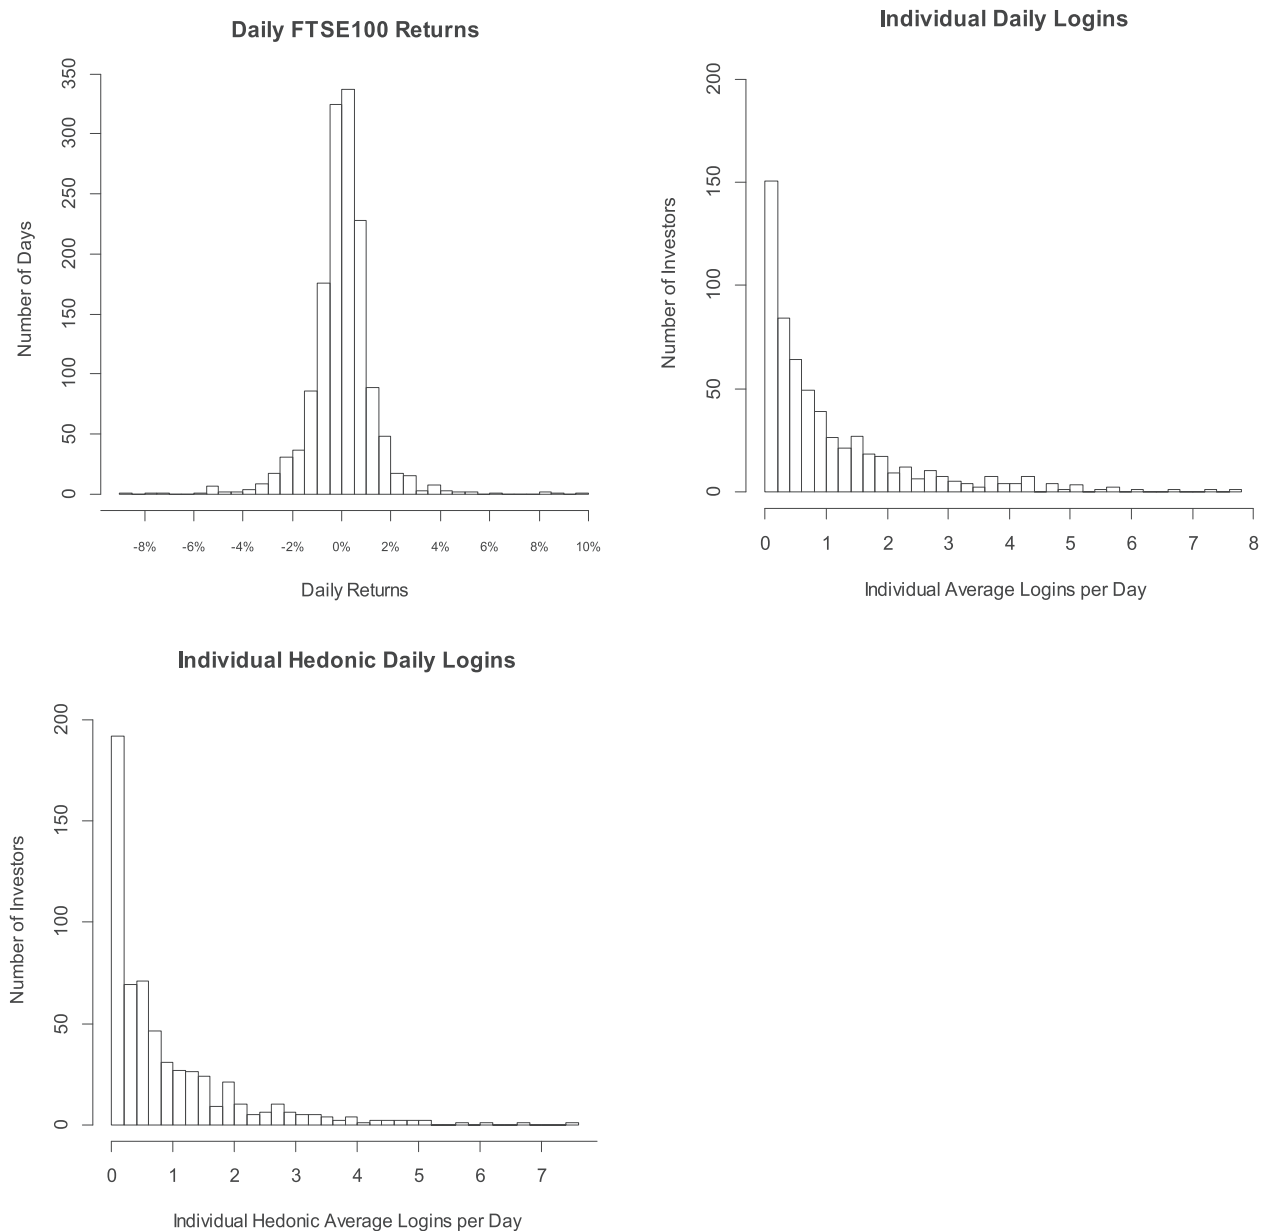 Daily FTSE100 Returns
Number of Days
350
300
250
200
150
100
50
0
-8% -6% -4% -2% 0% 2% 4% 6% 8% 10%
Daily Returns
Individual Daily Logins
Number of Investors
200
150
100
50
0
0 1 2 3 4 5 6 7 8
Individual Average Logins per Day
Individual Hedonic Daily Logins
Number of Investors
200
150
100
50
0
0 1 2 3 4 5 6 7
Individual Hedonic Average Logins per Day